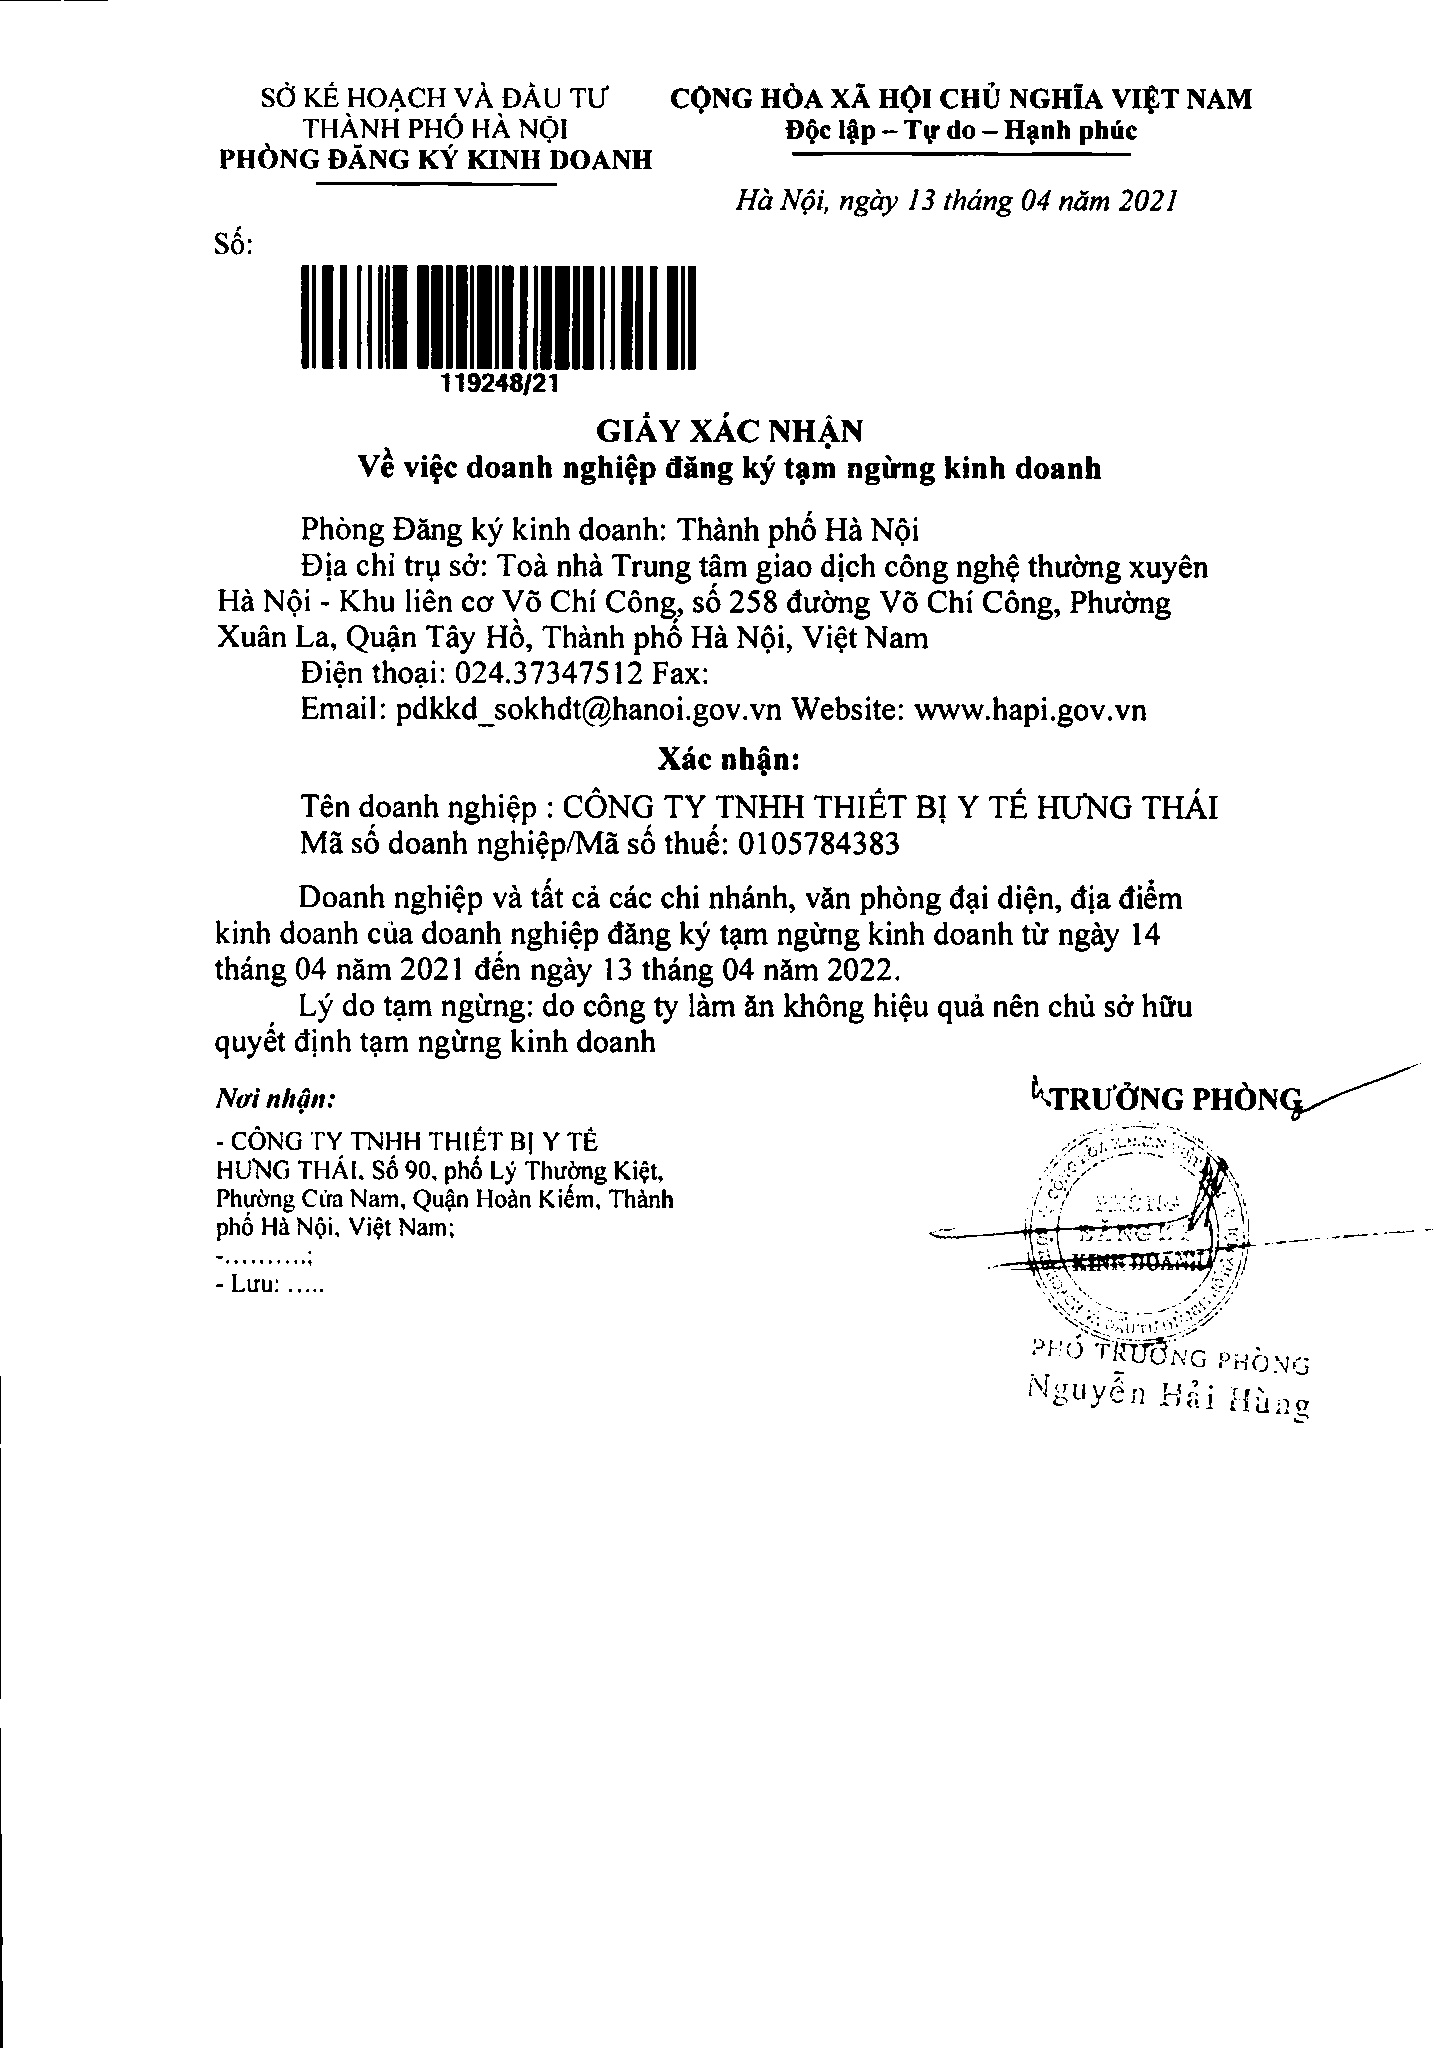 SỞ KẾ HOẠCH VÀ ĐẦU TƯ
THÀNH PHỐ HÀ NỘI
PHÒNG ĐĂNG KÝ KINH DOANH
CỘNG HÒA XÃ HỘI CHỦ NGHĨA VIỆT NAM
Độc lập – Tự do – Hạnh phúc
Hà Nội, ngày 13 tháng 04 năm 2021
Số:
119248/21
GIẤY XÁC NHẬN
Về việc doanh nghiệp đăng ký tạm ngừng kinh doanh
Phòng Đăng ký kinh doanh: Thành phố Hà Nội
Địa chỉ trụ sở: Toà nhà Trung tâm giao dịch công nghệ thường xuyên
Hà Nội - Khu liên cơ Võ Chí Công, số 258 đường Võ Chí Công, Phường
Xuân La, Quận Tây Hồ, Thành phố Hà Nội, Việt Nam
Điện thoại: 024.37347512 Fax:
Email: pdkkd_sokhdt@hanoi.gov.vn Website: www.hapi.gov.vn
Xác nhận:
Tên doanh nghiệp : CÔNG TY TNHH THIẾT BỊ Y TẾ HƯNG THÁI
Mã số doanh nghiệp/Mã số thuế: 0105784383
Doanh nghiệp và tất cả các chi nhánh, văn phòng đại diện, địa điểm
kinh doanh của doanh nghiệp đăng ký tạm ngừng kinh doanh từ ngày 14
tháng 04 năm 2021 đến ngày 13 tháng 04 năm 2022.
Lý do tạm ngừng: do công ty làm ăn không hiệu quả nên chủ sở hữu
quyết định tạm ngừng kinh doanh
Nơi nhận:
- CÔNG TY TNHH THIẾT BỊ Y TẾ
HƯNG THÁI. Số 90, phố Lý Thường Kiệt,
Phường Cửa Nam, Quận Hoàn Kiếm, Thành
phố Hà Nội, Việt Nam;
-..........;
- Lưu: .....
TRƯỞNG PHÒNG
PHÒNG
ĐĂNG KÝ
KINH DOANH
PHÓ TRƯỞNG PHÒNG
Nguyễn Hải Hùng